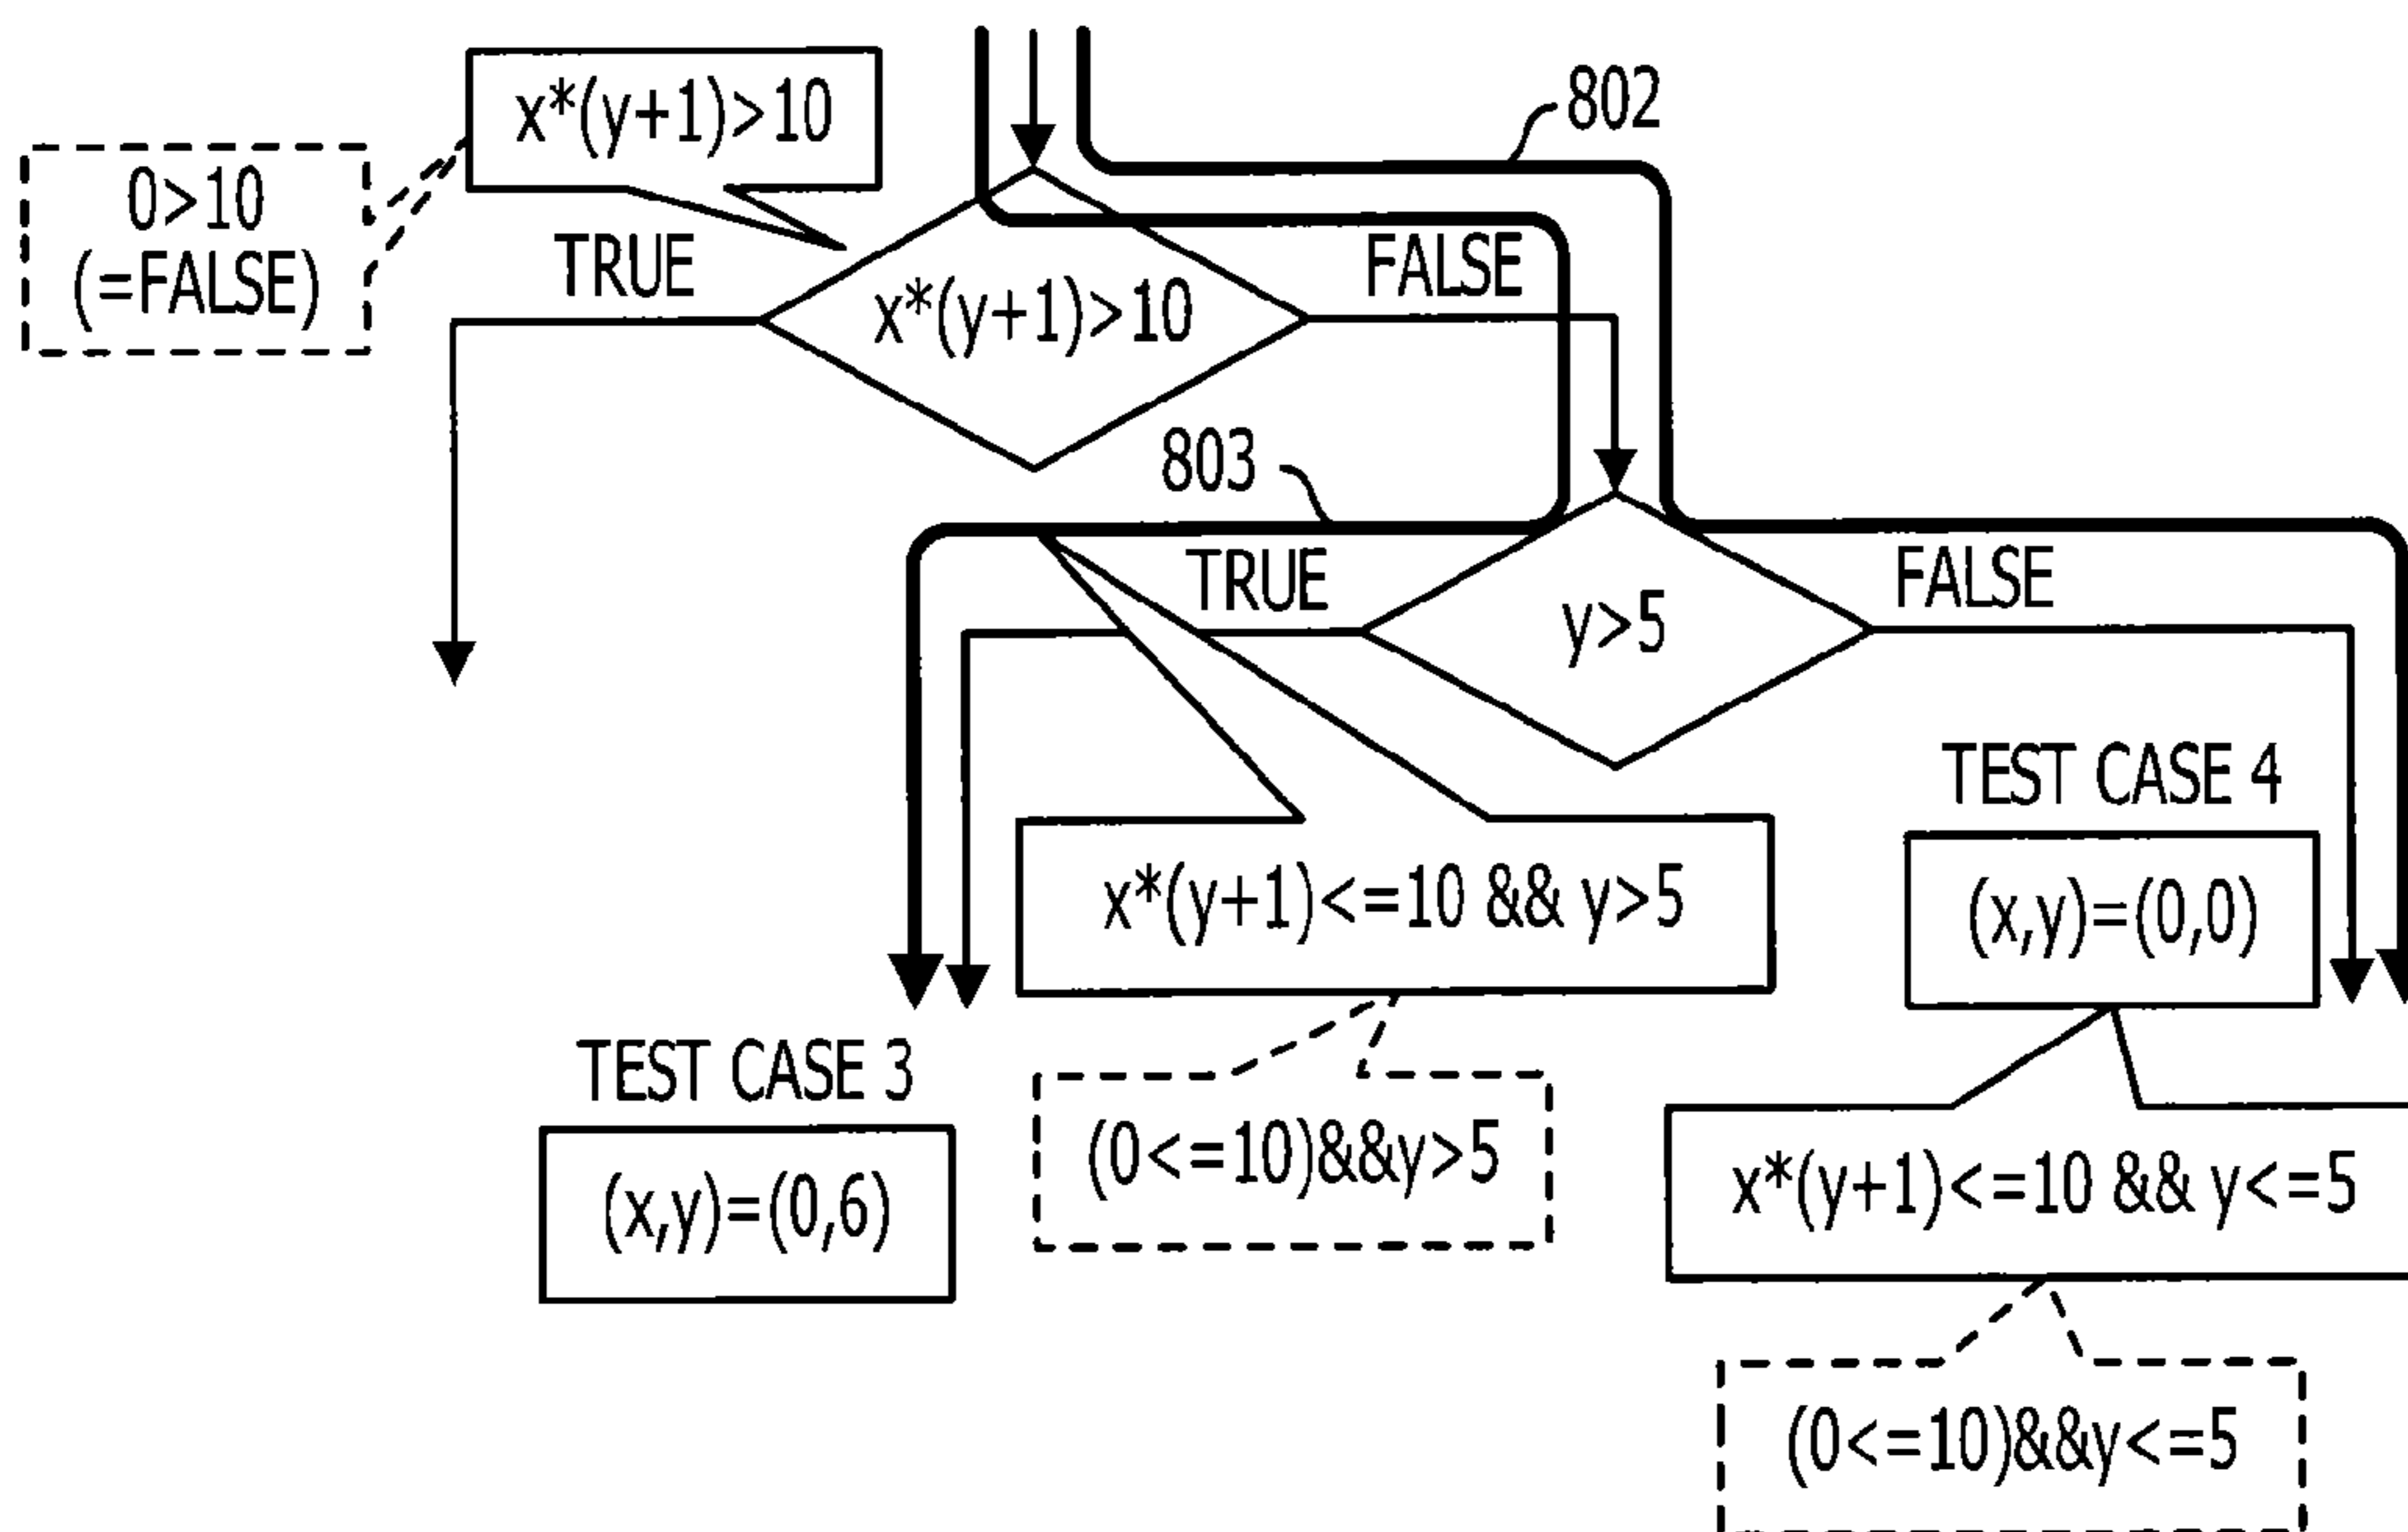 x*(y+1)>10
802
0>10
(=FALSE)
TRUE
FALSE
x*(y+1)>10
803
TRUE
FALSE
y>5
TEST CASE 4
x*(y+1)<=10 && y>5
(x,y)=(0,0)
TEST CASE 3
(0<=10)&&y>5
x*(y+1)<=10 && y<=5
(x,y)=(0,6)
(0<=10)&&y<=5